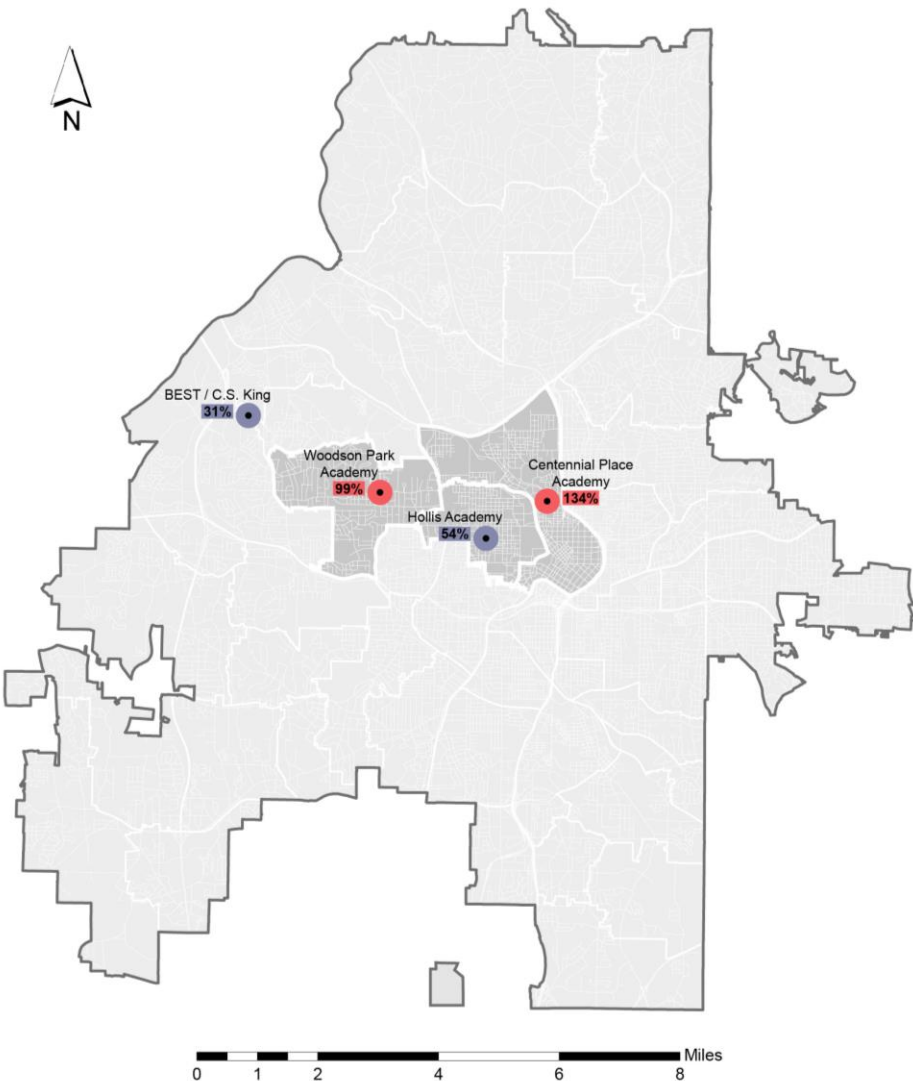 N
BEST / C.S. King
31%
Woodson Park
Academy
99%
Centennial Place
Academy
134%
Hollis Academy
54%
Miles
0 1 2 4 6 8